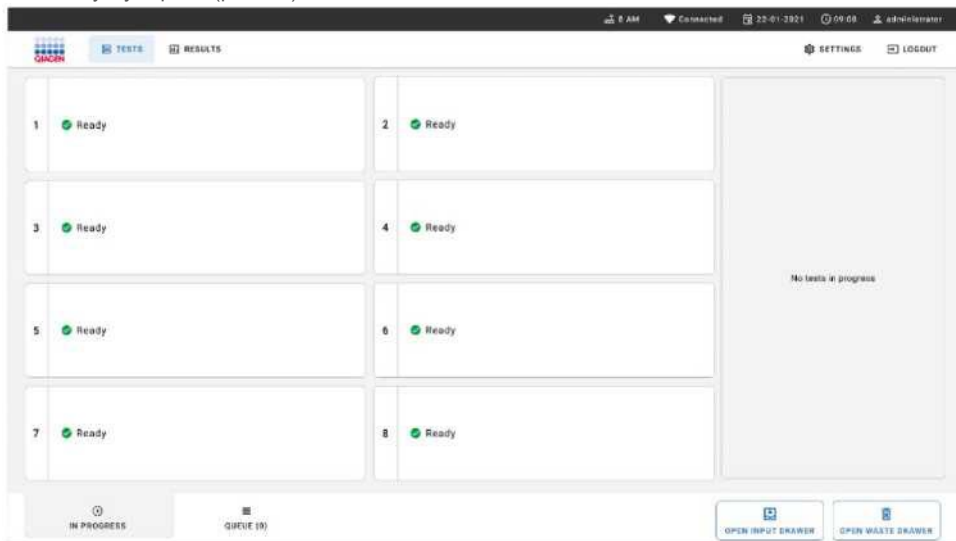 8 AM Connected 22-01-2021 09:08 administrator
QIAGEN TESTS RESULTS SETTINGS LOGOUT
1 Ready
2 Ready
3 Ready
4 Ready
No tests in progress
5 Ready
6 Ready
7 Ready
8 Ready
IN PROGRESS QUEUE (0) OPEN INPUT DRAWER OPEN WASTE DRAWER